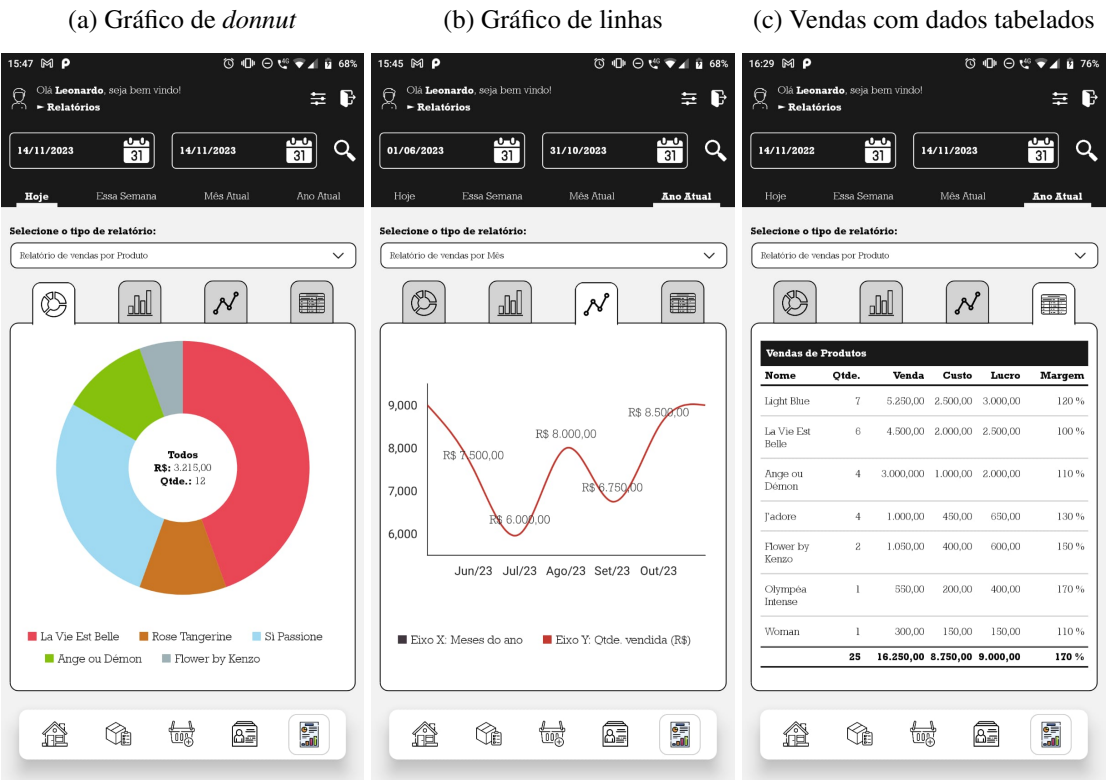 (a) Gráfico de donnut
(b) Gráfico de linhas
(c) Vendas com dados tabelados
15:47
68%
Olá Leonardo, seja bem vindo!
Relatórios
14/11/2023
31
14/11/2023
31
Hoje Essa Semana Mês Atual Ano Atual
Selecione o tipo de relatório:
Relatório de vendas por Produto
Todos
R$: 3.215,00
Qtde.: 12
La Vie Est Belle Rose Tangerine Sì Passione
Ange ou Démon Flower by Kenzo
15:45
68%
Olá Leonardo, seja bem vindo!
Relatórios
01/06/2023
31
31/10/2023
31
Hoje Essa Semana Mês Atual Ano Atual
Selecione o tipo de relatório:
Relatório de vendas por Mês
9,000
8,000
7,000
6,000
R$ 7.500,00
R$ 6.000,00
R$ 8.000,00
R$ 6.750,00
R$ 8.500,00
Jun/23 Jul/23 Ago/23 Set/23 Out/23
Eixo X: Meses do ano Eixo Y: Qtde. vendida (R$)
16:29
76%
Olá Leonardo, seja bem vindo!
Relatórios
14/11/2022
31
14/11/2023
31
Hoje Essa Semana Mês Atual Ano Atual
Selecione o tipo de relatório:
Relatório de vendas por Produto
Vendas de Produtos
Nome Qtde. Venda Custo Lucro Margem
Light Blue 7 5.250,00 2.500,00 3.000,00 120 %
La Vie Est Belle 6 4.500,00 2.000,00 2.500,00 100 %
Ange ou Démon 4 3.000,000 1.000,00 2.000,00 110 %
J'adore 4 1.000,00 450,00 650,00 130 %
Flower by Kenzo 2 1.050,00 400,00 600,00 150 %
Olympéa Intense 1 550,00 200,00 400,00 170 %
Woman 1 300,00 150,00 150,00 110 %
25 16.250,00 8.750,00 9.000,00 170 %